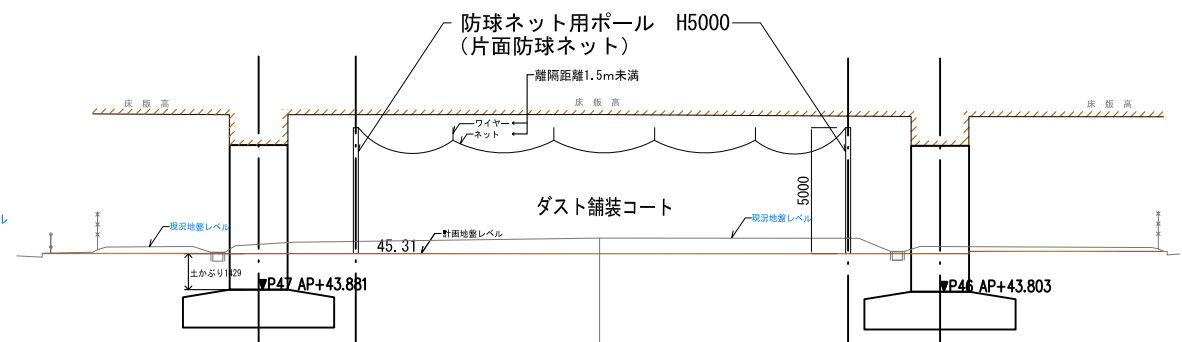 防球ネット用ポール H5000
(片面防球ネット)
離隔距離1.5m未満
床 版 高
床 版 高
床 版 高
ワイヤー
ネット
5000
ダスト舗装コート
現況地盤レベル
現況地盤レベル
ル
計画地盤レベル
45.31
土かぶり1429
P47 AP+43.881
P46 AP+43.803